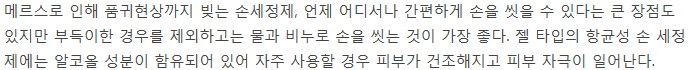 메르스로 인해 품귀현상까지 빚는 손세정제, 언제 어디서나 간편하게 손을 씻을 수 있다는 큰 장점도
있지만 부득이한 경우를 제외하고는 물과 비누로 손을 씻는 것이 가장 좋다. 젤 타입의 항균성 손 세정
제에는 알코올 성분이 함유되어 있어 자주 사용할 경우 피부가 건조해지고 피부 자극이 일어난다.